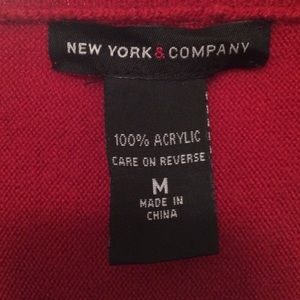 NEW YORK & COMPANY
100% ACRYLIC
CARE ON REVERSE
M
MADE IN
CHINA